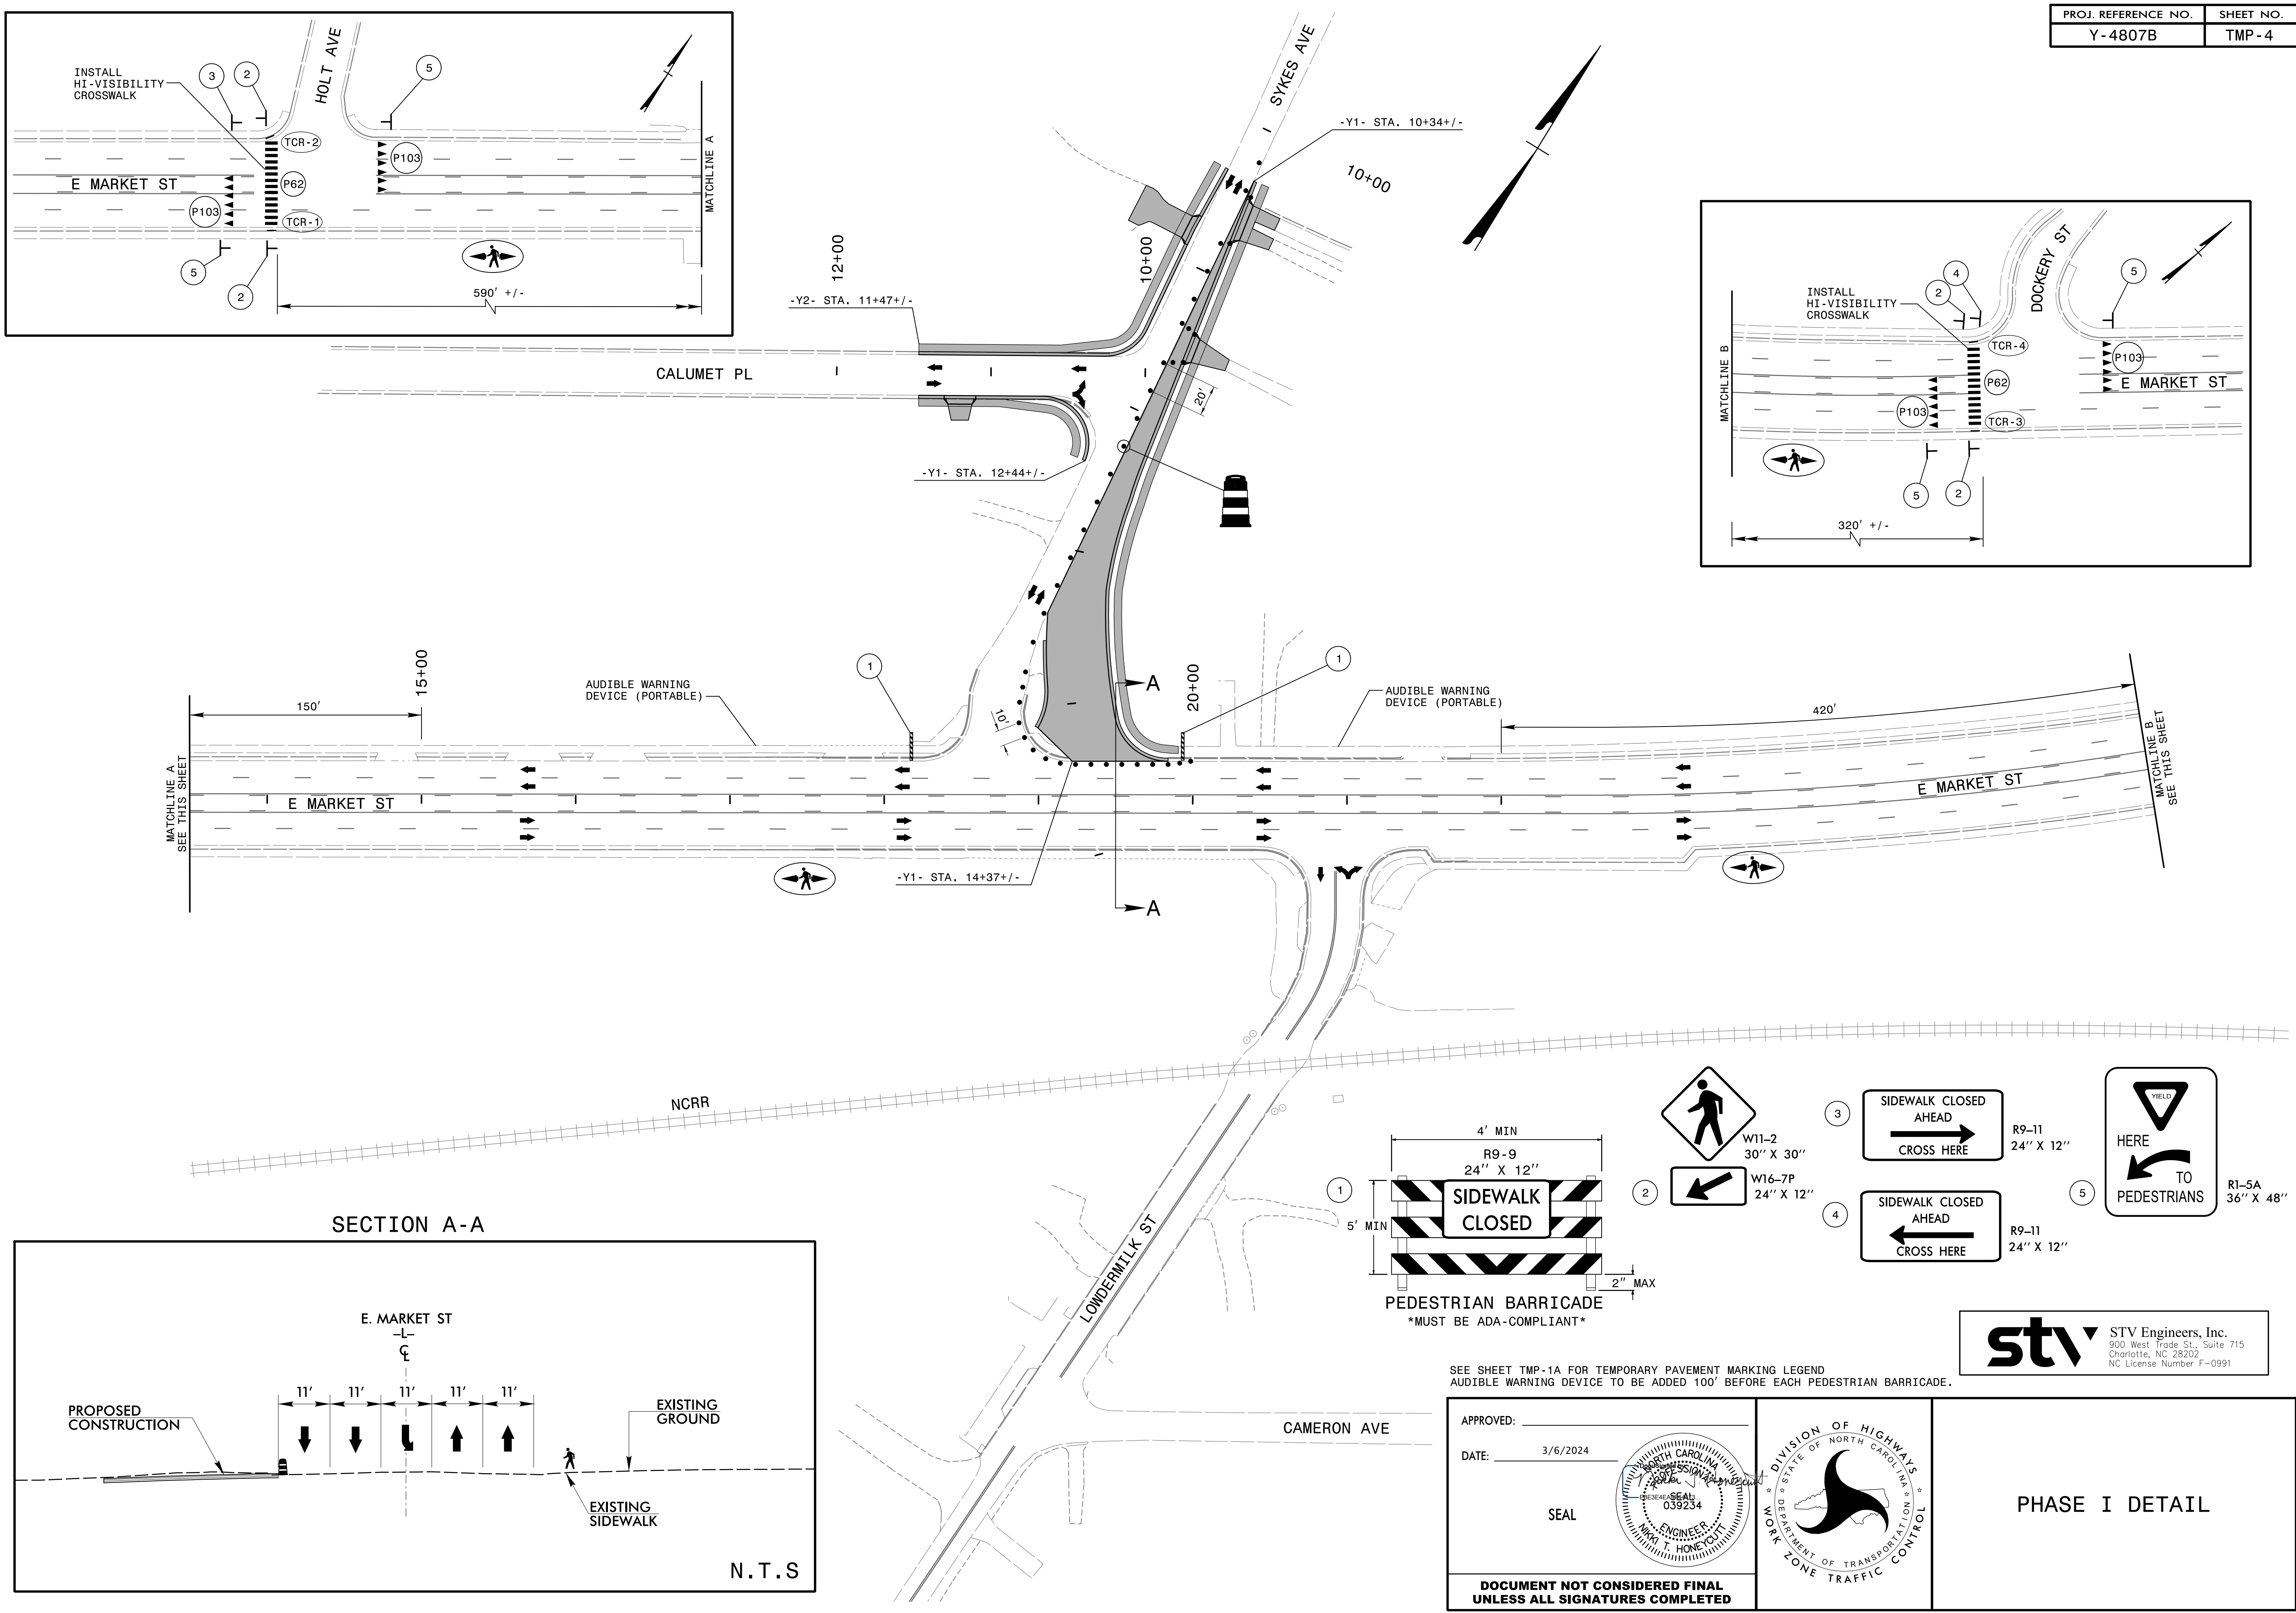 PROJ. REFERENCE NO.
SHEET NO.
Y-4807B
TMP-4
INSTALL
HI-VISIBILITY
CROSSWALK
3
2
5
HOLT AVE
TCR-2
P103
E MARKET ST
P62
P103
TCR-1
5
2
590' +/-
MATCHLINE A
SYKES AVE
-Y1- STA. 10+34+/-
10+00
12+00
10+00
-Y2- STA. 11+47+/-
CALUMET PL
20'
-Y1- STA. 12+44+/-
INSTALL
HI-VISIBILITY
CROSSWALK
4
2
5
DOCKERY ST
TCR-4
P103
P62
E MARKET ST
P103
TCR-3
5
2
320' +/-
MATCHLINE B
150'
15+00
AUDIBLE WARNING
DEVICE (PORTABLE)
1
10'
A
20+00
1
AUDIBLE WARNING
DEVICE (PORTABLE)
420'
MATCHLINE A
SEE THIS SHEET
E MARKET ST
E MARKET ST
MATCHLINE B
SEE THIS SHEET
-Y1- STA. 14+37+/-
A
NCRR
LOWDERMILK ST
CAMERON AVE
SECTION A-A
E. MARKET ST
-L-
11'
11'
11'
11'
11'
PROPOSED
CONSTRUCTION
EXISTING
GROUND
EXISTING
SIDEWALK
N.T.S
1
4' MIN
R9-9
24'' X 12''
SIDEWALK
CLOSED
5' MIN
2'' MAX
PEDESTRIAN BARRICADE
*MUST BE ADA-COMPLIANT*
2
W11-2
30'' X 30''
W16-7P
24'' X 12''
3
SIDEWALK CLOSED
AHEAD
CROSS HERE
R9-11
24'' X 12''
4
SIDEWALK CLOSED
AHEAD
CROSS HERE
R9-11
24'' X 12''
5
YIELD
HERE
TO
PEDESTRIANS
R1-5A
36'' X 48''
stv
STV Engineers, Inc.
900 West Trade St., Suite 715
Charlotte, NC 28202
NC License Number F-0991
SEE SHEET TMP-1A FOR TEMPORARY PAVEMENT MARKING LEGEND
AUDIBLE WARNING DEVICE TO BE ADDED 100' BEFORE EACH PEDESTRIAN BARRICADE.
APPROVED:
DATE: 3/6/2024
SEAL
NORTH CAROLINA
PROFESSIONAL
SEAL
039234
ENGINEER
NIKKI T. HONEYCUTT
DOCUMENT NOT CONSIDERED FINAL
UNLESS ALL SIGNATURES COMPLETED
DIVISION OF HIGHWAYS
STATE OF NORTH CAROLINA
DEPARTMENT OF TRANSPORTATION
WORK ZONE TRAFFIC CONTROL
PHASE I DETAIL